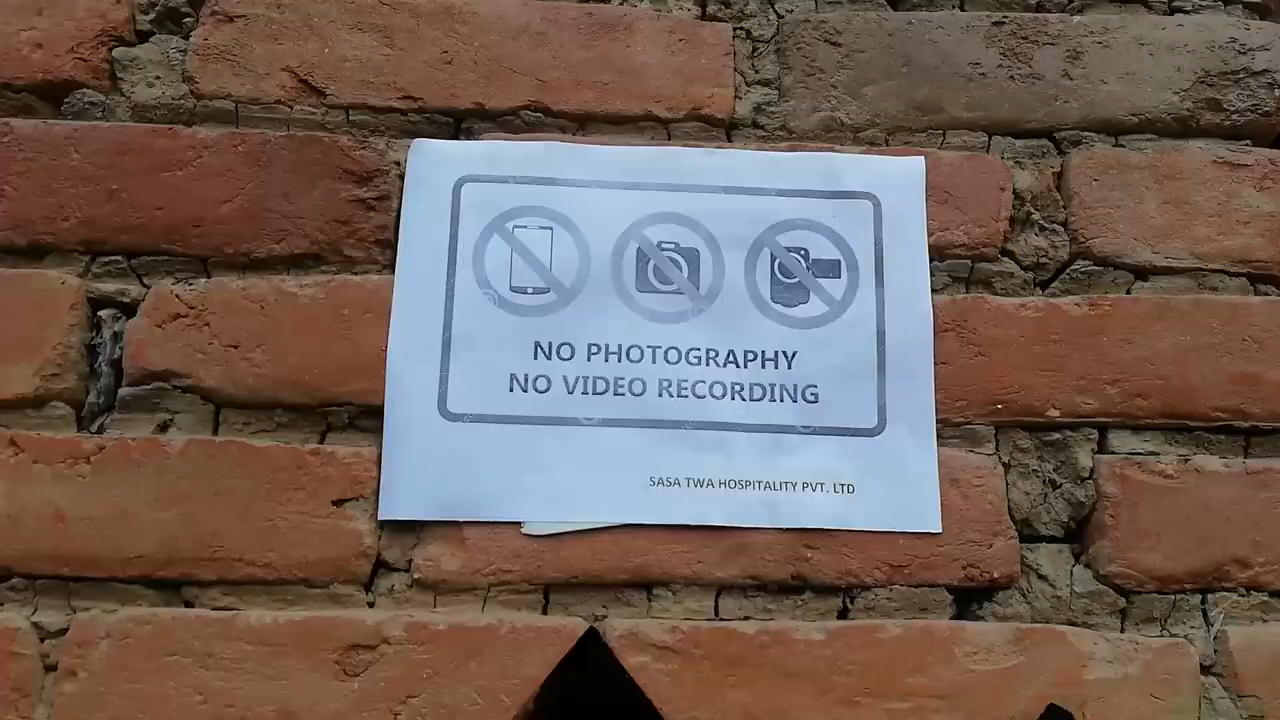 NO PHOTOGRAPHY
NO VIDEO RECORDING
SASA TWA HOSPITALITY PVT. LTD